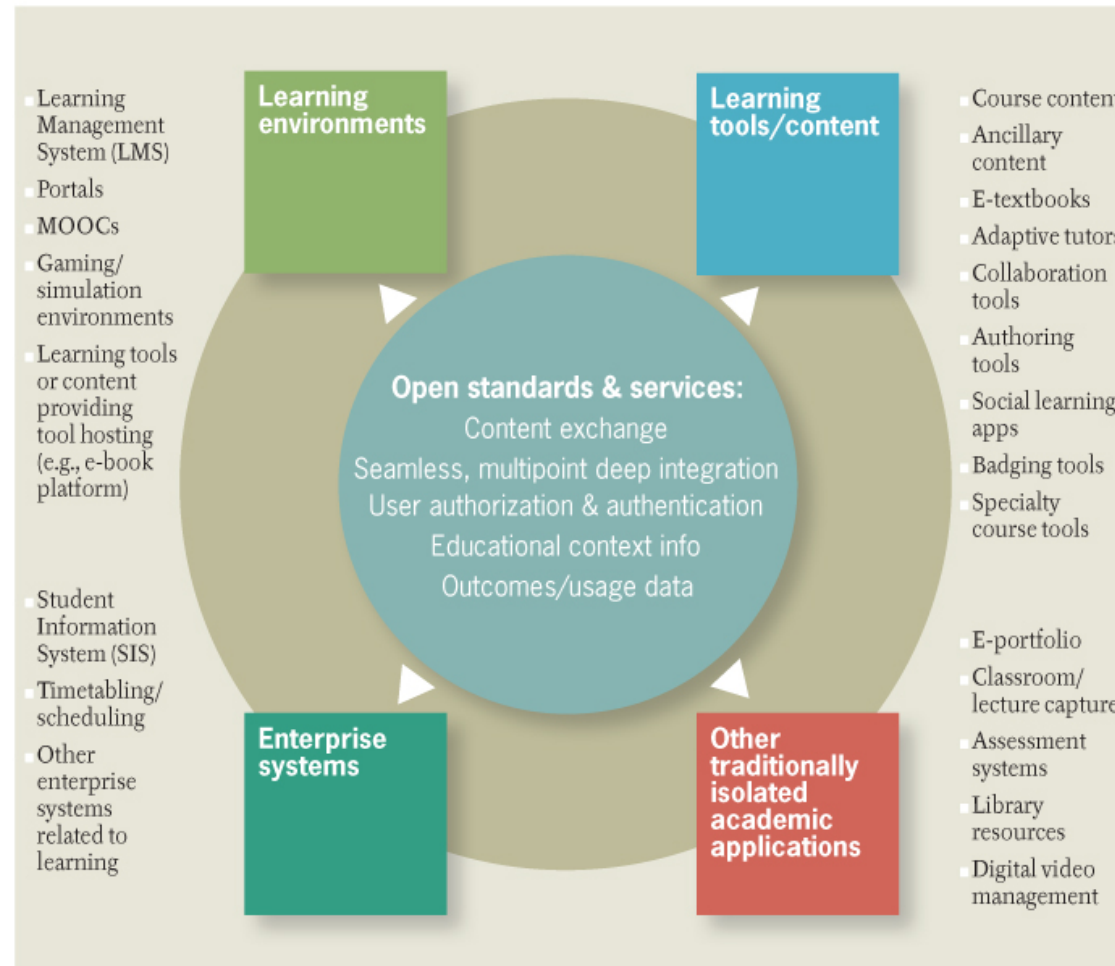 Learning
Management
System (LMS)
Portals
MOOCs
Gaming/
simulation
environments
Learning tools
or content
providing
tool hosting
(e.g., e-book
platform)
Learning
environments
Learning
tools/content
Course content
Ancillary
content
E-textbooks
Adaptive tutors
Collaboration
tools
Authoring
tools
Social learning
apps
Badging tools
Specialty
course tools
Open standards & services:
Content exchange
Seamless, multipoint deep integration
User authorization & authentication
Educational context info
Outcomes/usage data
Student
Information
System (SIS)
Timetabling/
scheduling
Other
enterprise
systems
related to
learning
Enterprise
systems
Other
traditionally
isolated
academic
applications
E-portfolio
Classroom/
lecture capture
Assessment
systems
Library
resources
Digital video
management